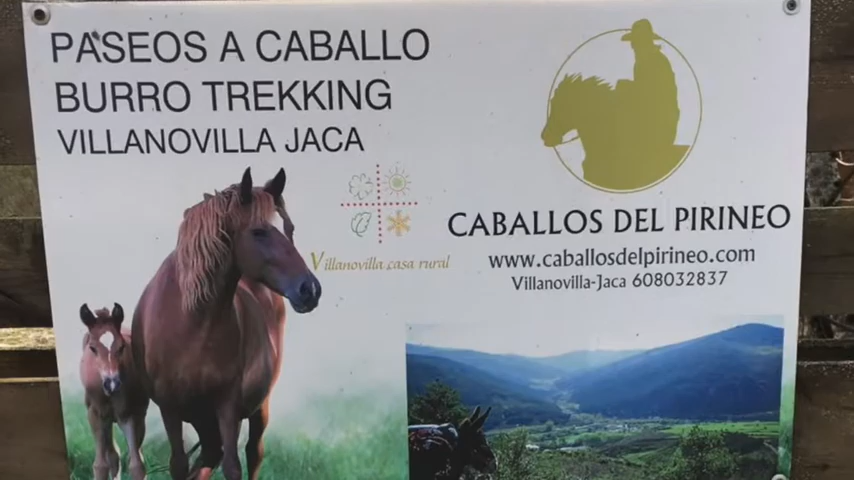 PASEOS A CABALLO
BURRO TREKKING
VILLANOVILLA JACA
Villanovilla casa rural
CABALLOS DEL PIRINEO
www.caballosdelpirineo.com
Villanovilla-Jaca 608032837